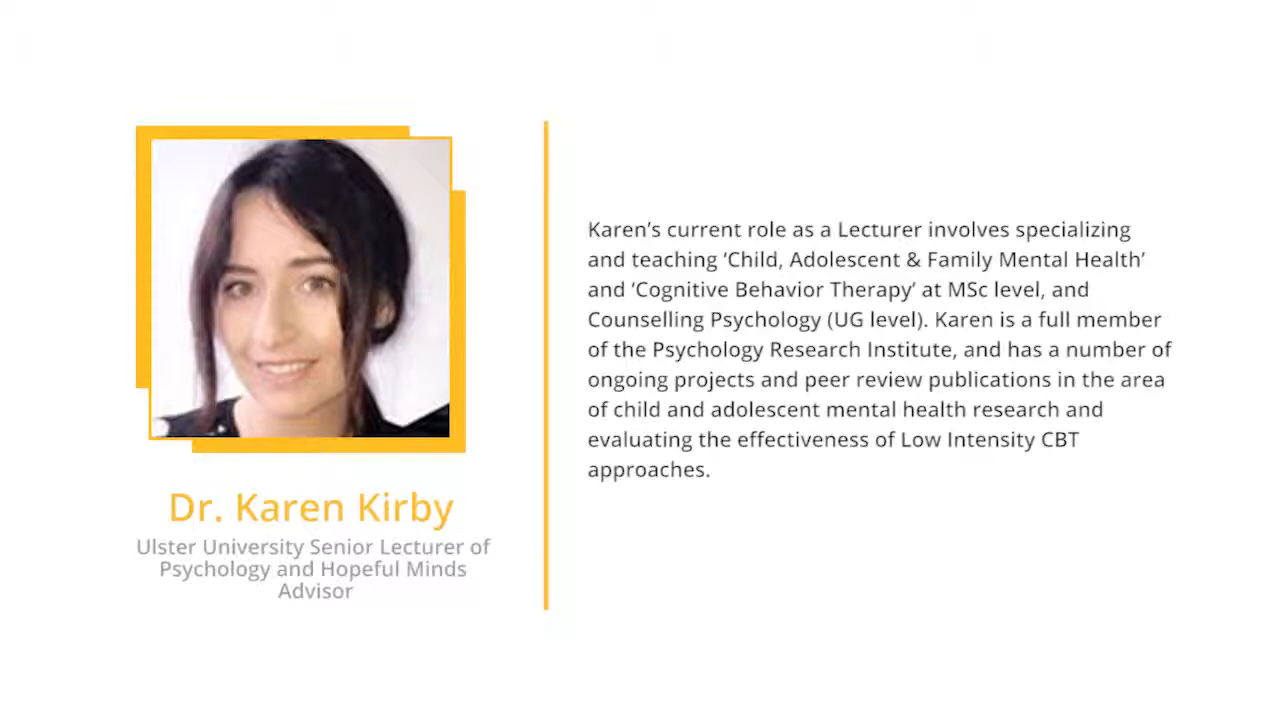 Dr. Karen Kirby
Ulster University Senior Lecturer of
Psychology and Hopeful Minds
Advisor
Karen’s current role as a Lecturer involves specializing
and teaching ‘Child, Adolescent & Family Mental Health’
and ‘Cognitive Behavior Therapy’ at MSc level, and
Counselling Psychology (UG level). Karen is a full member
of the Psychology Research Institute, and has a number of
ongoing projects and peer review publications in the area
of child and adolescent mental health research and
evaluating the effectiveness of Low Intensity CBT
approaches.